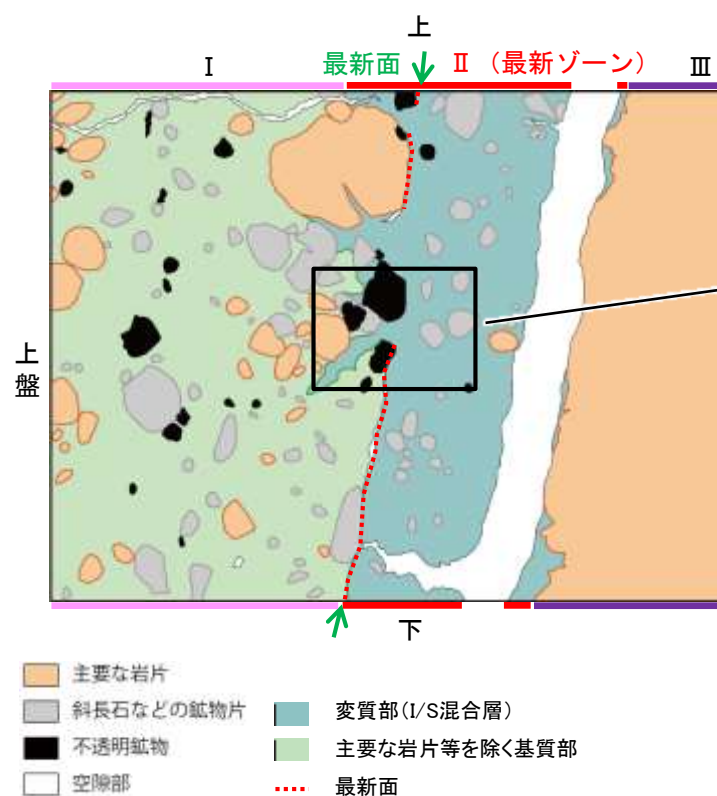 上
Ⅰ 最新面 Ⅱ（最新ゾーン） Ⅲ
上
盤
下
主要な岩片
斜長石などの鉱物片
変質部(I/S混合層)
不透明鉱物
主要な岩片等を除く基質部
空隙部
最新面